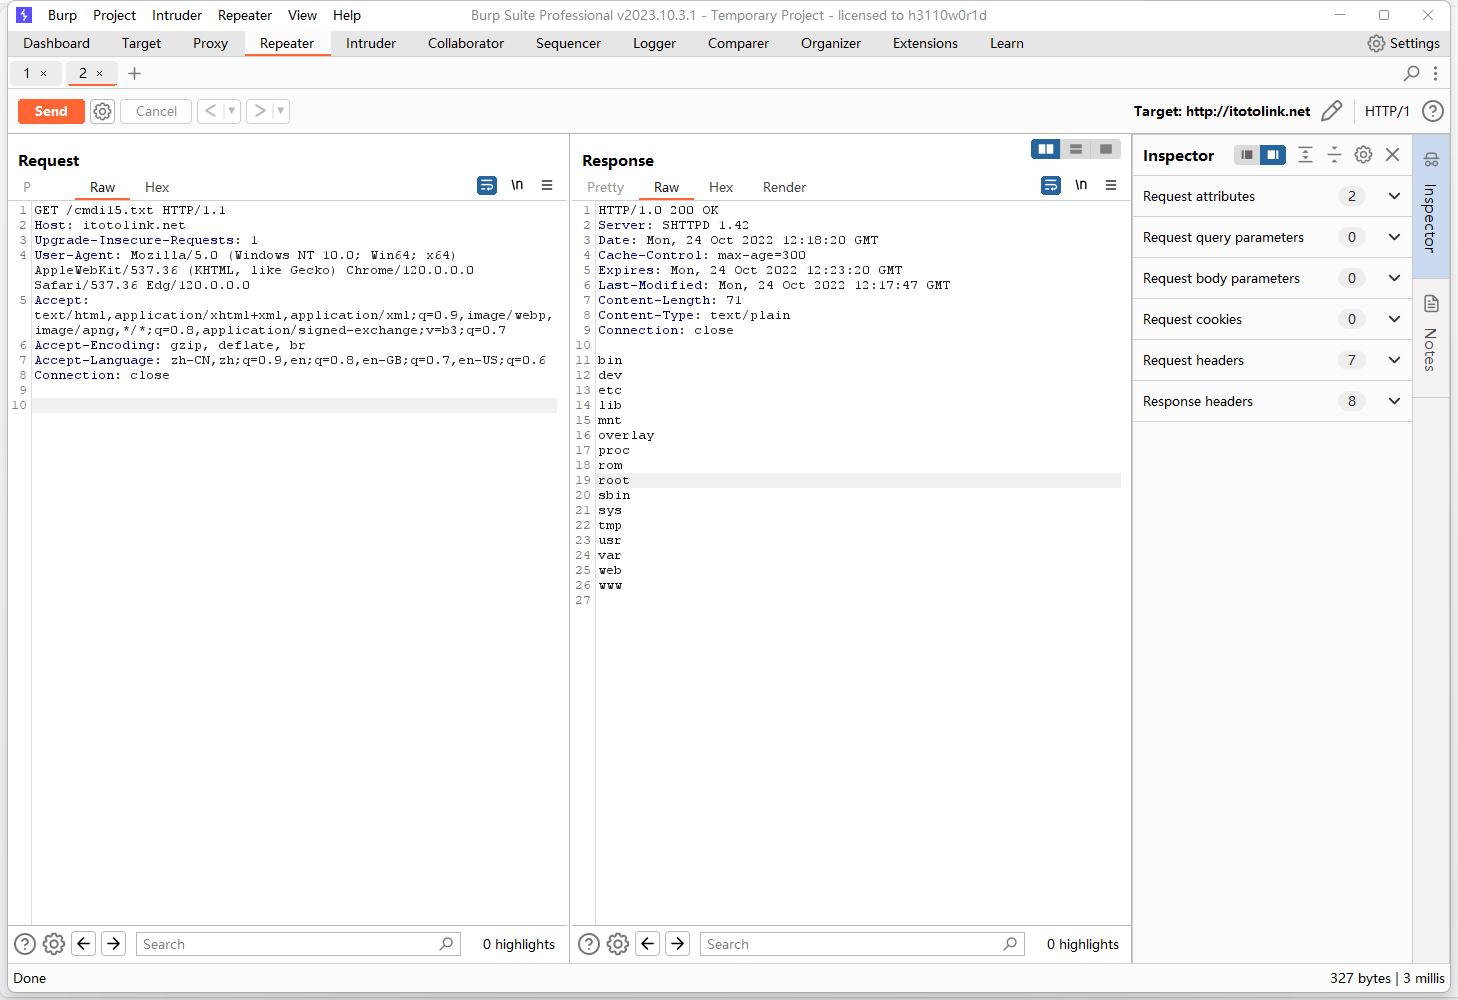 Burp Project Intruder Repeater View Help Burp Suite Professional v2023.10.3.1 - Temporary Project - licensed to h3110w0r1d
Dashboard Target Proxy Repeater Intruder Collaborator Sequencer Logger Comparer Organizer Extensions Learn Settings
1 × 2 × +
Send Cancel < > Target: http://itotolink.net HTTP/1 ?
Request
P Raw Hex \n
1 GET /cmdi15.txt HTTP/1.1
2 Host: itotolink.net
3 Upgrade-Insecure-Requests: 1
4 User-Agent: Mozilla/5.0 (Windows NT 10.0; Win64; x64)
AppleWebKit/537.36 (KHTML, like Gecko) Chrome/120.0.0.0
Safari/537.36 Edg/120.0.0.0
5 Accept:
text/html,application/xhtml+xml,application/xml;q=0.9,image/webp,
image/apng,*/*;q=0.8,application/signed-exchange;v=b3;q=0.7
6 Accept-Encoding: gzip, deflate, br
7 Accept-Language: zh-CN,zh;q=0.9,en;q=0.8,en-GB;q=0.7,en-US;q=0.6
8 Connection: close
9
10
? Search 0 highlights
Response
Pretty Raw Hex Render \n
1 HTTP/1.0 200 OK
2 Server: SHTTPD 1.42
3 Date: Mon, 24 Oct 2022 12:18:20 GMT
4 Cache-Control: max-age=300
5 Expires: Mon, 24 Oct 2022 12:23:20 GMT
6 Last-Modified: Mon, 24 Oct 2022 12:17:47 GMT
7 Content-Length: 71
8 Content-Type: text/plain
9 Connection: close
10
11 bin
12 dev
13 etc
14 lib
15 mnt
16 overlay
17 proc
18 rom
19 root
20 sbin
21 sys
22 tmp
23 usr
24 var
25 web
26 www
27
? Search 0 highlights
Inspector
Request attributes 2
Request query parameters 0
Request body parameters 0
Request cookies 0
Request headers 7
Response headers 8
Inspector
Notes
Done 327 bytes | 3 millis